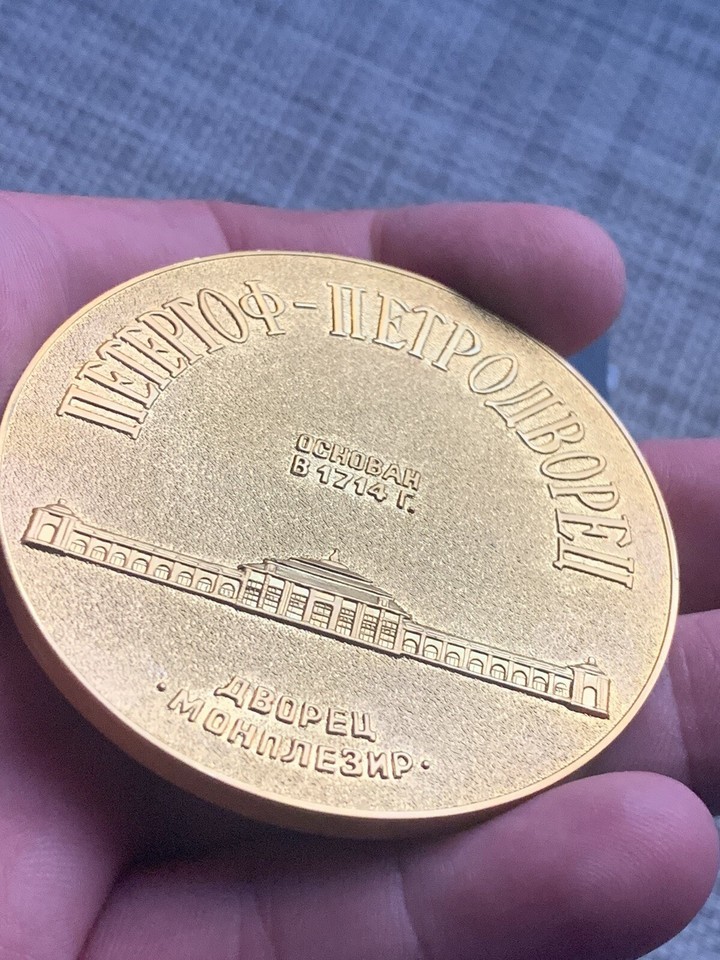 ПЕТЕРГОФ-ПЕТРОДВОРЕЦ
ОСНОВАН
В 1714 Г.
ДВОРЕЦ
·МОНПЛЕЗИР·